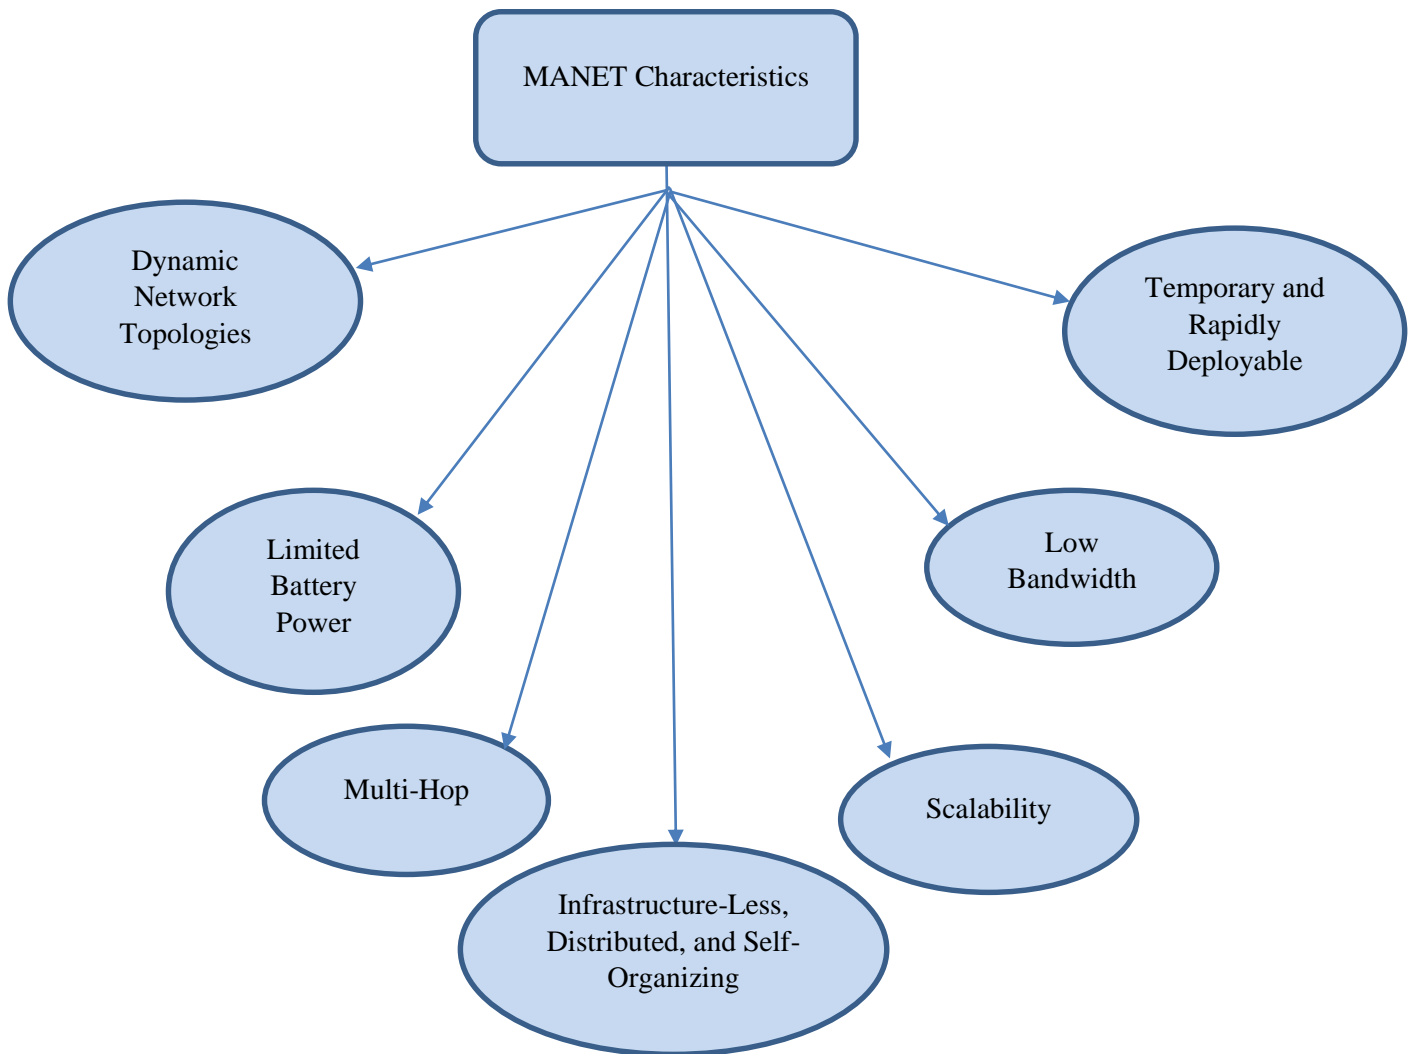 MANET Characteristics
Dynamic
Network
Topologies
Temporary and
Rapidly
Deployable
Limited
Battery
Power
Low
Bandwidth
Multi-Hop
Scalability
Infrastructure-Less,
Distributed, and Self-
Organizing